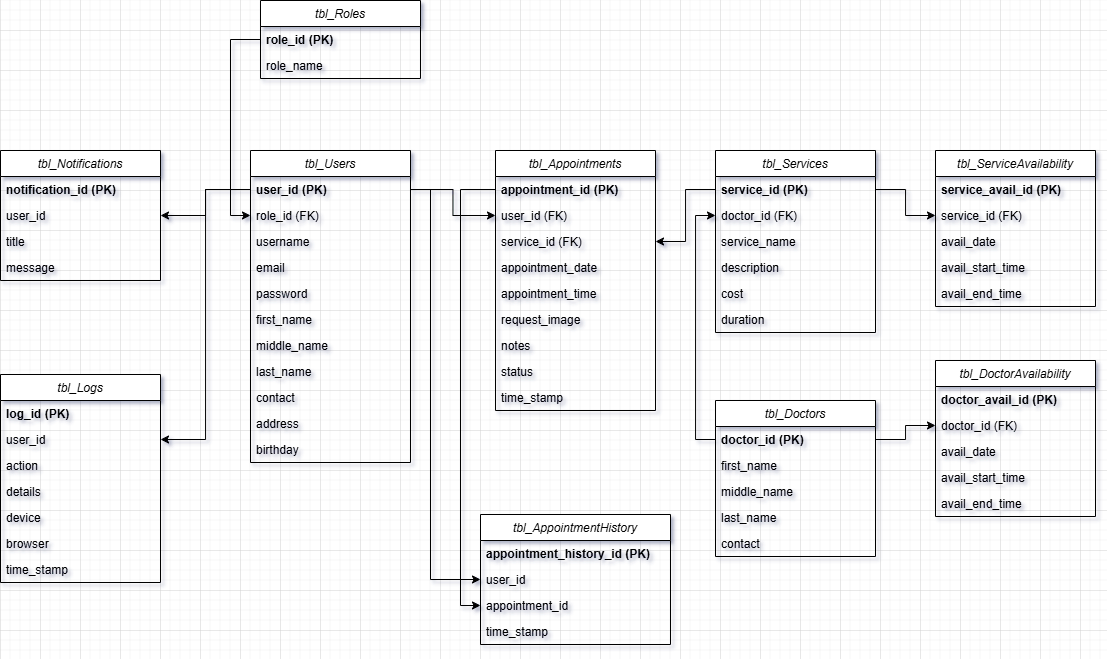 tbl_Roles
role_id (PK)
role_name
tbl_Notifications
notification_id (PK)
user_id
title
message
tbl_Users
user_id (PK)
role_id (FK)
username
email
password
first_name
middle_name
last_name
contact
address
birthday
tbl_Appointments
appointment_id (PK)
user_id (FK)
service_id (FK)
appointment_date
appointment_time
request_image
notes
status
time_stamp
tbl_Services
service_id (PK)
doctor_id (FK)
service_name
description
cost
duration
tbl_ServiceAvailability
service_avail_id (PK)
service_id (FK)
avail_date
avail_start_time
avail_end_time
tbl_Logs
log_id (PK)
user_id
action
details
device
browser
time_stamp
tbl_Doctors
doctor_id (PK)
first_name
middle_name
last_name
contact
tbl_DoctorAvailability
doctor_avail_id (PK)
doctor_id (FK)
avail_date
avail_start_time
avail_end_time
tbl_AppointmentHistory
appointment_history_id (PK)
user_id
appointment_id
time_stamp